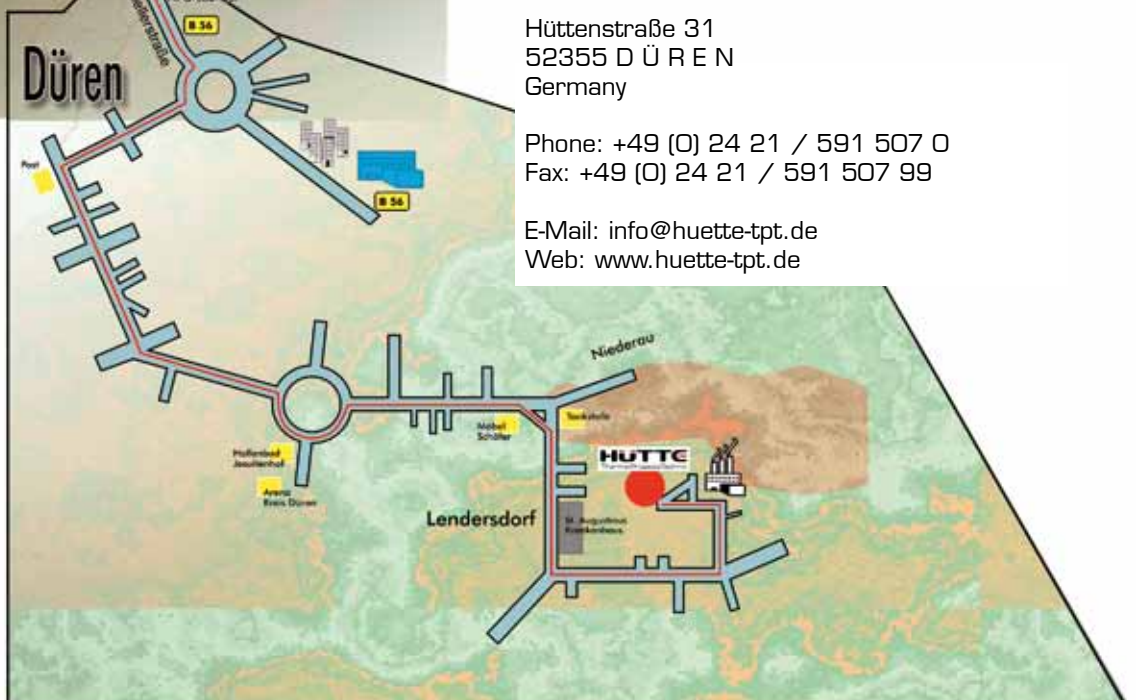 B 56
Düren
Hüttenstraße 31
52355 D Ü R E N
Germany
Phone: +49 (0) 24 21 / 591 507 0
Fax: +49 (0) 24 21 / 591 507 99
E-Mail: info@huette-tpt.de
Web: www.huette-tpt.de
Post
B 56
Niederau
Möbel
Schäfer
Tankstelle
Hallenbad
Jesuitenhof
HÜTTE
Arena
Kreis Düren
Lendersdorf
St. Augustinus
Krankenhaus